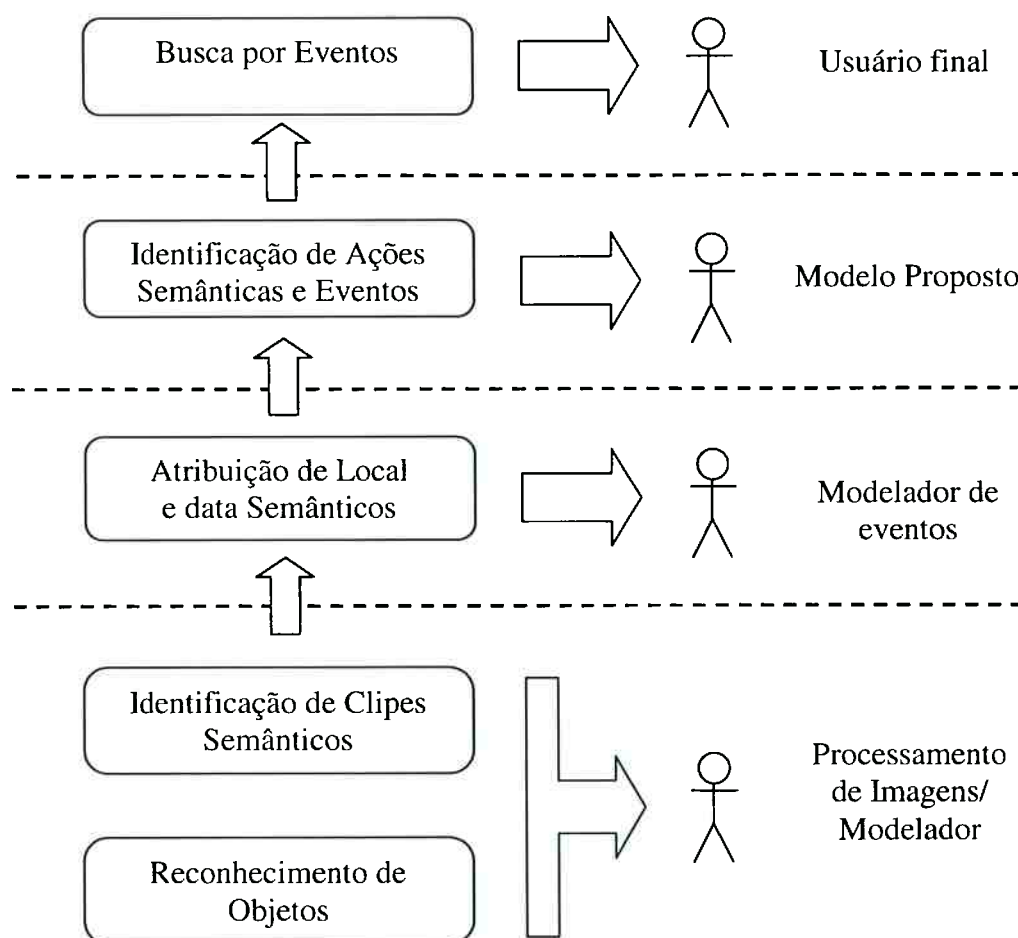 Busca por Eventos
Usuário final
Identificação de Ações
Semânticas e Eventos
Modelo Proposto
Atribuição de Local
e data Semânticos
Modelador de
eventos
Identificação de Clipes
Semânticos
Processamento
de Imagens/
Modelador
Reconhecimento de
Objetos